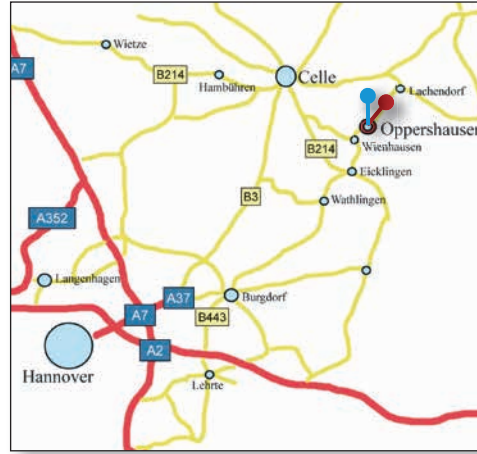 Wietze
A7
B214
Hambühren
Celle
Lachendorf
Oppershausen
B214
Wienhausen
Eicklingen
B3
Wathlingen
A352
Langenhagen
A37
Burgdorf
A7
B443
A2
Hannover
Lehrte